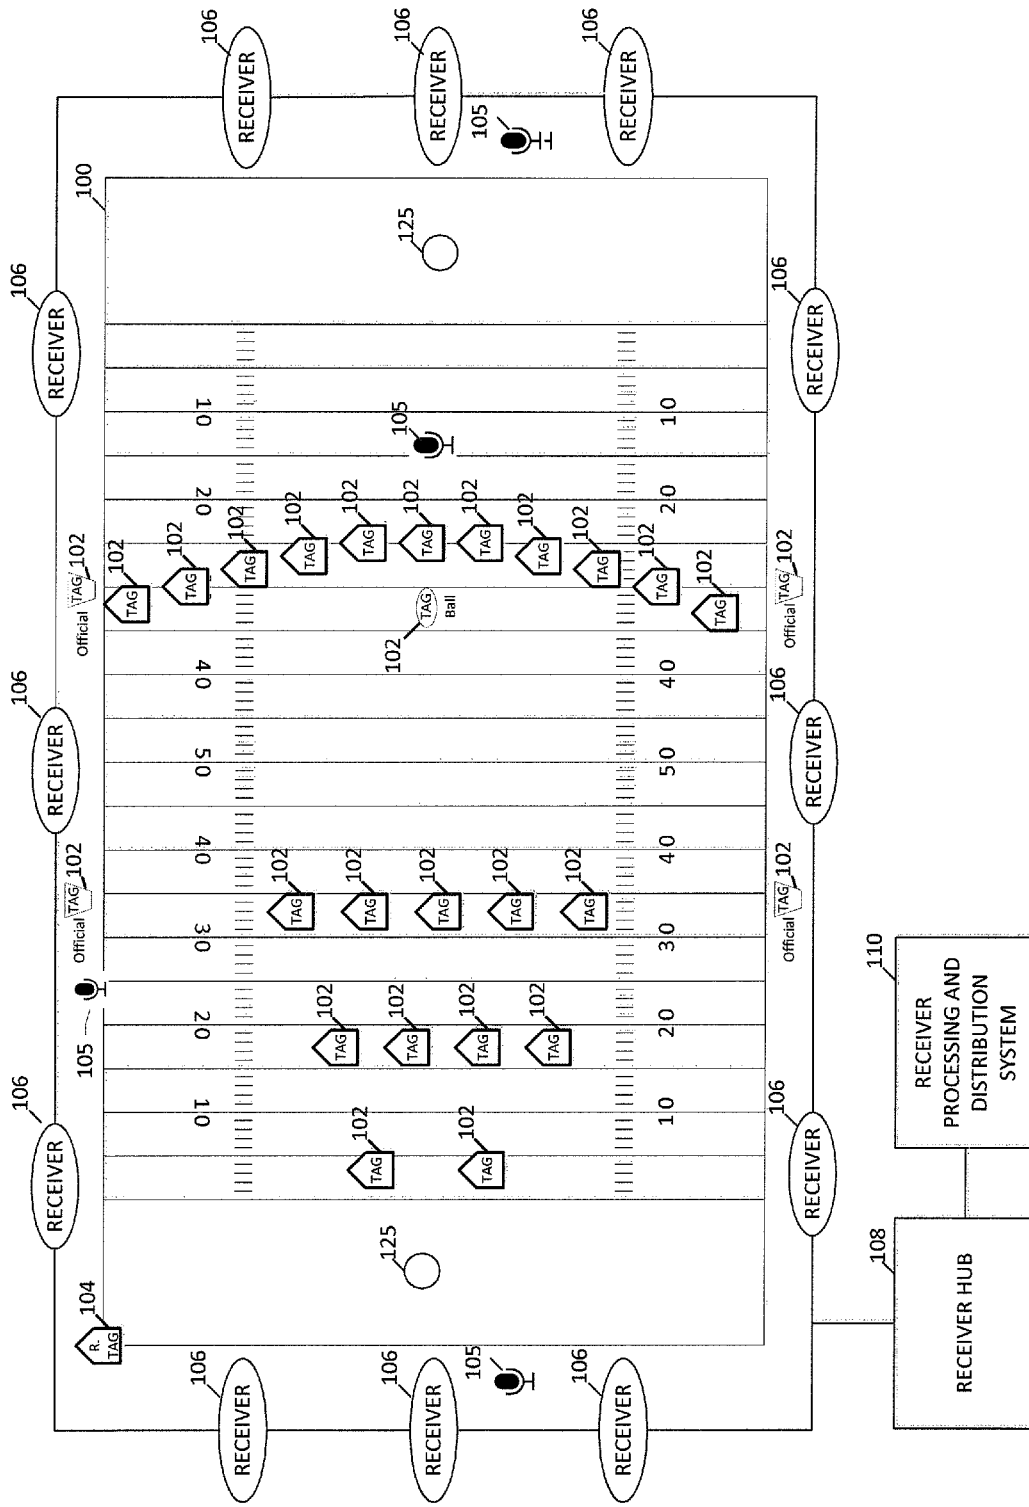 106
106
106
RECEIVER
RECEIVER
RECEIVER
104
R-
TAG
105
Official
TAG
102
Official
TAG
102
100
102
TAG
102
TAG
10
20
30
40
50
40
20
10
106
RECEIVER
102
TAG
106
RECEIVER
102
TAG
102
TAG
102
TAG
102
TAG
102
TAG
102
TAG
125
106
RECEIVER
102
TAG
102
TAG
102
TAG
Ball
102
102
TAG
105
125
106
RECEIVER
102
TAG
102
TAG
102
TAG
102
TAG
105
105
102
TAG
102
TAG
102
TAG
102
TAG
106
RECEIVER
102
TAG
106
RECEIVER
10
20
30
40
50
40
20
10
102
TAG
106
Official
TAG
102
106
Official
TAG
102
106
RECEIVER
RECEIVER
RECEIVER
108
RECEIVER HUB
110
RECEIVER
PROCESSING AND
DISTRIBUTION
SYSTEM